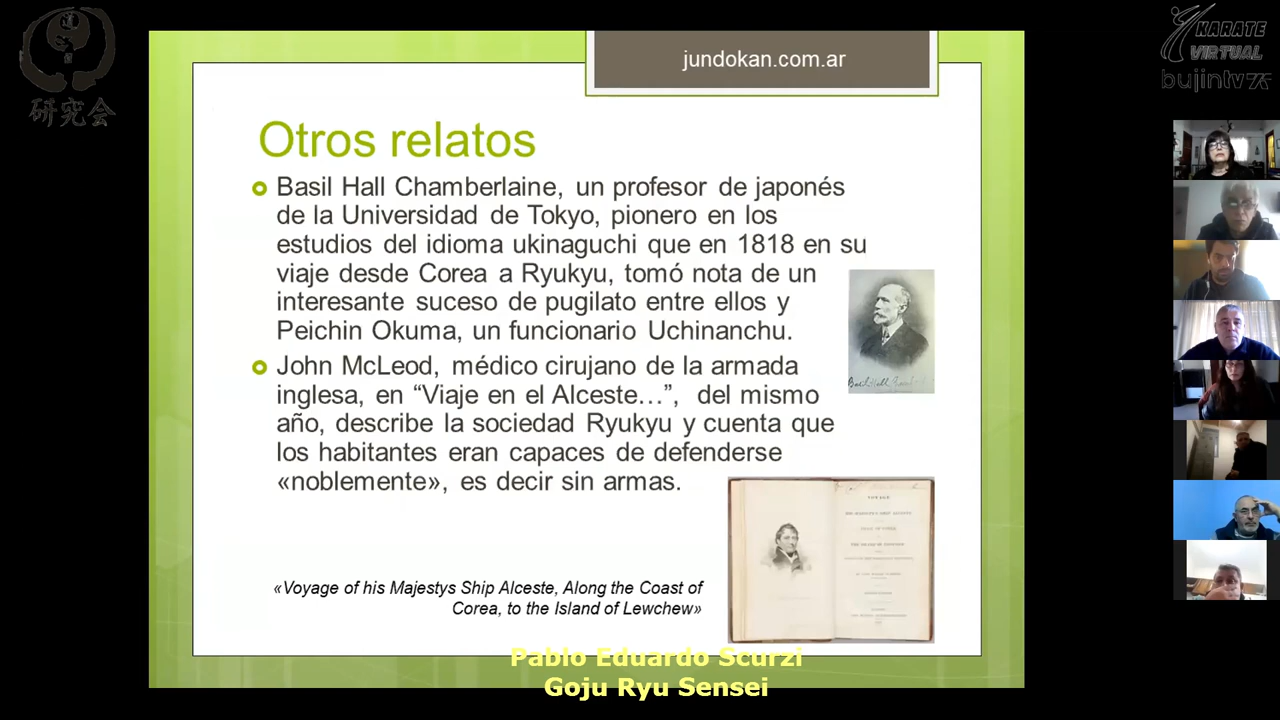 道
研究会
KARATE
VIRTUAL
bujintv
jundokan.com.ar
Otros relatos
Basil Hall Chamberlaine, un profesor de japonés
de la Universidad de Tokyo, pionero en los
estudios del idioma ukinaguchi que en 1818 en su
viaje desde Corea a Ryukyu, tomó nota de un
interesante suceso de pugilato entre ellos y
Peichin Okuma, un funcionario Uchinanchu.
John McLeod, médico cirujano de la armada
inglesa, en “Viaje en el Alceste…”, del mismo
año, describe la sociedad Ryukyu y cuenta que
los habitantes eran capaces de defenderse
«noblemente», es decir sin armas.
Basil Hall
VOYAGE
«Voyage of his Majestys Ship Alceste, Along the Coast of
Corea, to the Island of Lewchew»
Pablo Eduardo Scurzi
Goju Ryu Sensei